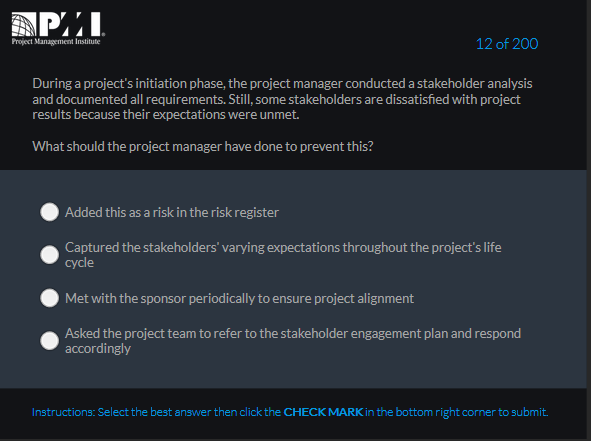 PMI
Project Management Institute
12 of 200
During a project's initiation phase, the project manager conducted a stakeholder analysis
and documented all requirements. Still, some stakeholders are dissatisfied with project
results because their expectations were unmet.
What should the project manager have done to prevent this?
Added this as a risk in the risk register
Captured the stakeholders' varying expectations throughout the project's life
cycle
Met with the sponsor periodically to ensure project alignment
Asked the project team to refer to the stakeholder engagement plan and respond
accordingly
Instructions: Select the best answer then click the CHECK MARK in the bottom right corner to submit.